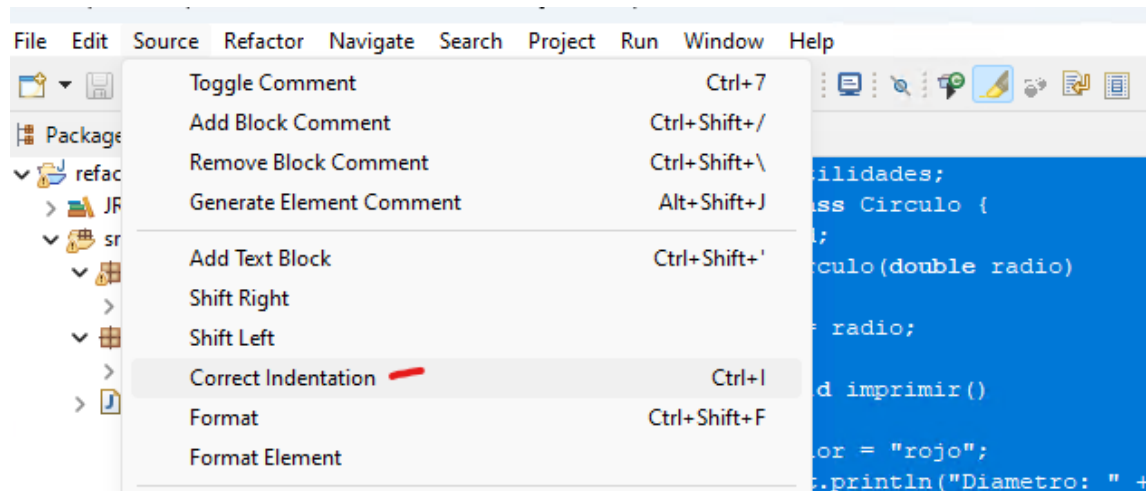 File Edit Source Refactor Navigate Search Project Run Window Help
Toggle Comment Ctrl+7
Add Block Comment Ctrl+Shift+/
Package
Remove Block Comment Ctrl+Shift+\
refac
ilidades;
Generate Element Comment Alt+Shift+J
JR
ss Circulo {
sr
Add Text Block Ctrl+Shift+'
culo(double radio)
Shift Right
= radio;
Shift Left
Correct Indentation Ctrl+I
d imprimir()
Format Ctrl+Shift+F
Format Element
or = "rojo";
.println("Diametro: " +